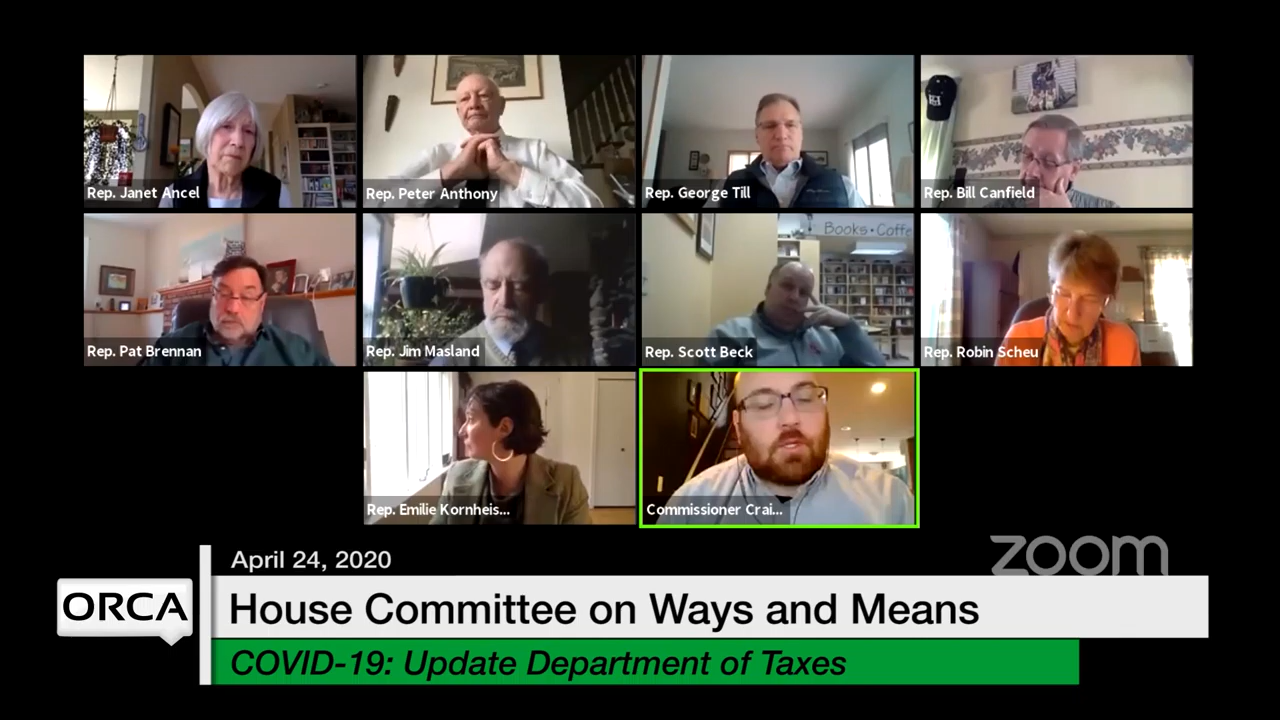 Rep. Janet Ancel
Rep. Peter Anthony
Rep. George Till
Rep. Bill Canfield
Books • Coffe
Rep. Pat Brennan
Rep. Jim Masland
Rep. Scott Beck
Rep. Robin Scheu
Rep. Emilie Kornheis...
Commissioner Crai...
zoom
April 24, 2020
ORCA
House Committee on Ways and Means
COVID-19: Update Department of Taxes